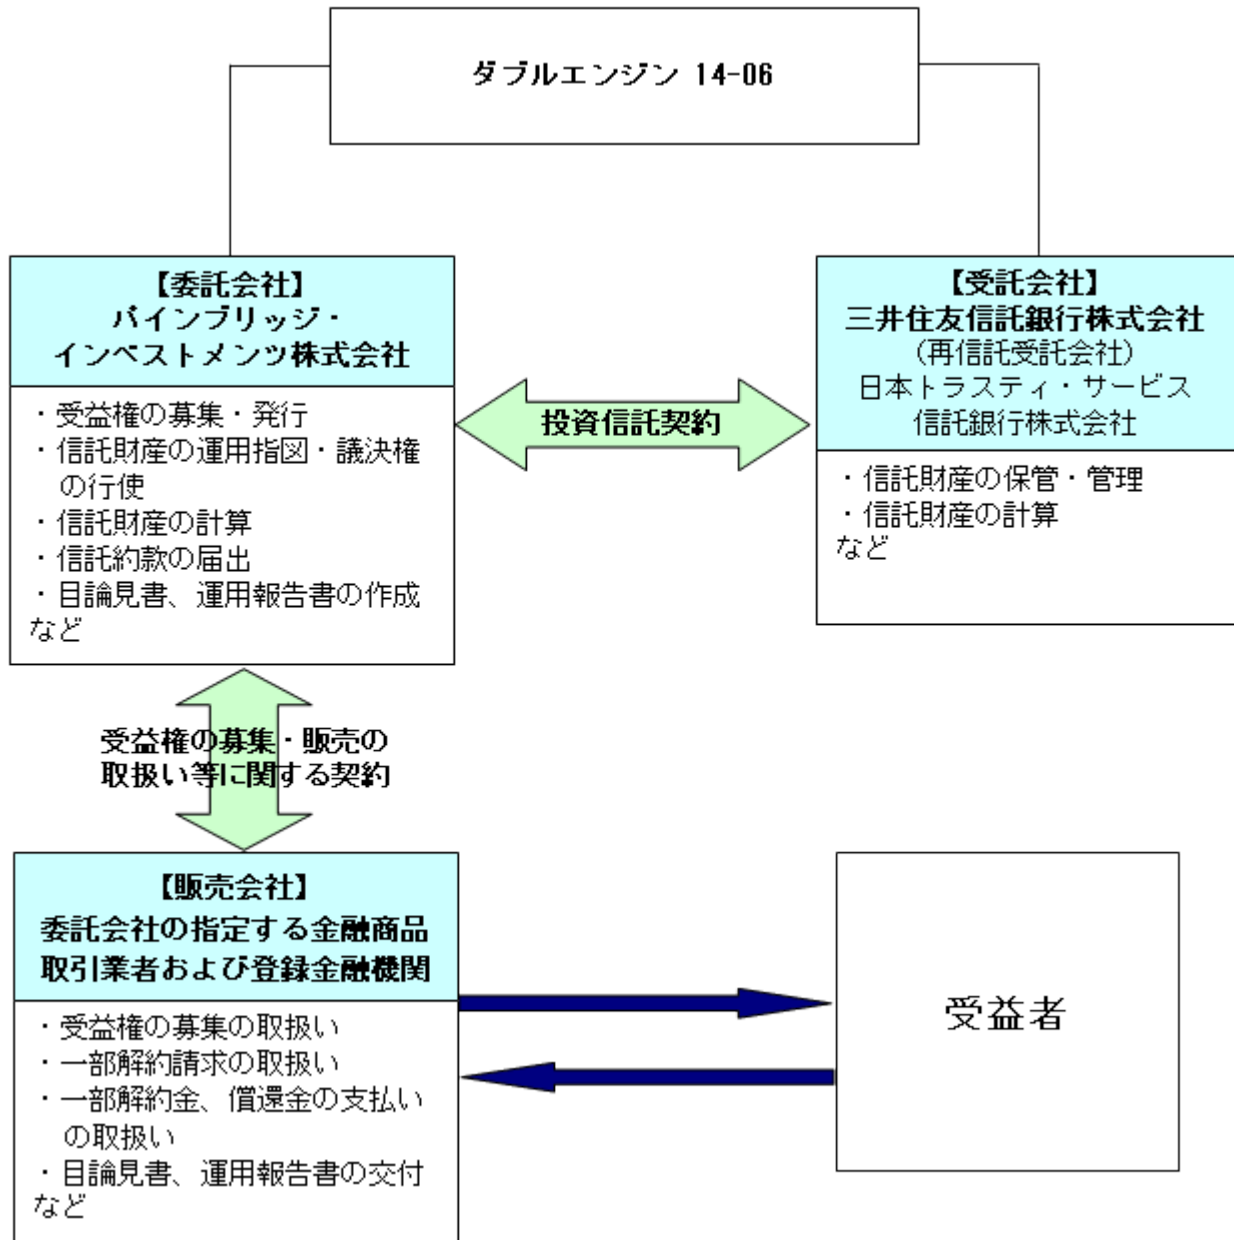 ダブルエンジン 14-06
【委託会社】
パインブリッジ・
インベストメンツ株式会社
・受益権の募集・発行
・信託財産の運用指図・議決権
の行使
・信託財産の計算
・信託約款の届出
・目論見書、運用報告書の作成
など
投資信託契約
【受託会社】
三井住友信託銀行株式会社
（再信託受託会社）
日本トラスティ・サービス
信託銀行株式会社
・信託財産の保管・管理
・信託財産の計算
など
受益権の募集・販売の
取扱い等に関する契約
【販売会社】
委託会社の指定する金融商品
取引業者および登録金融機関
・受益権の募集の取扱い
・一部解約請求の取扱い
・一部解約金、償還金の支払い
の取扱い
・目論見書、運用報告書の交付
など
受益者